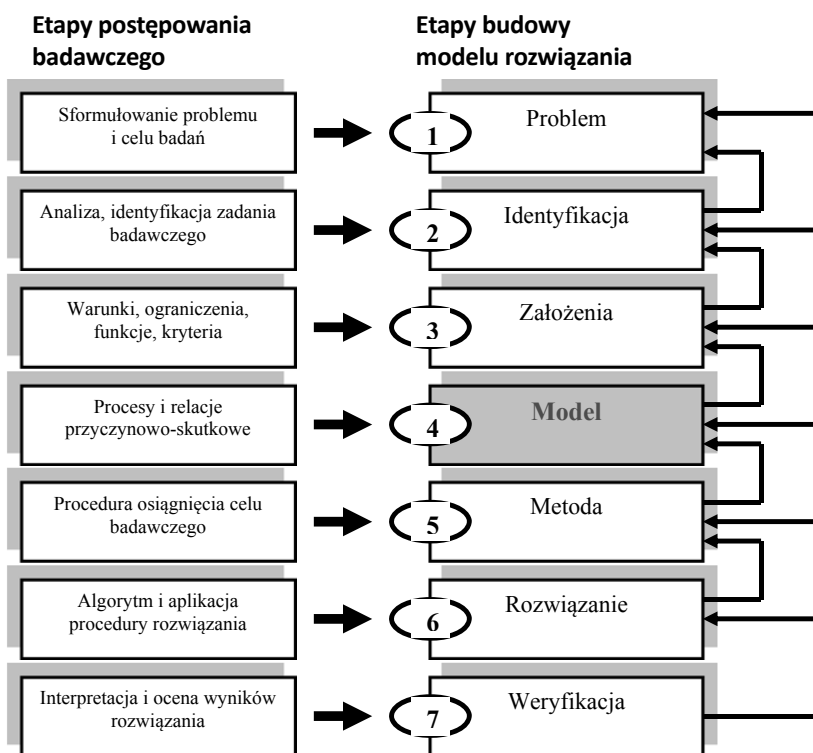 Etapy postępowania
badawczego
Etapy budowy
modelu rozwiązania
Sformułowanie problemu
i celu badań
1
Problem
Analiza, identyfikacja zadania
badawczego
2
Identyfikacja
Warunki, ograniczenia,
funkcje, kryteria
3
Założenia
Procesy i relacje
przyczynowo-skutkowe
4
Model
Procedura osiągnięcia celu
badawczego
5
Metoda
Algorytm i aplikacja
procedury rozwiązania
6
Rozwiązanie
Interpretacja i ocena wyników
rozwiązania
7
Weryfikacja